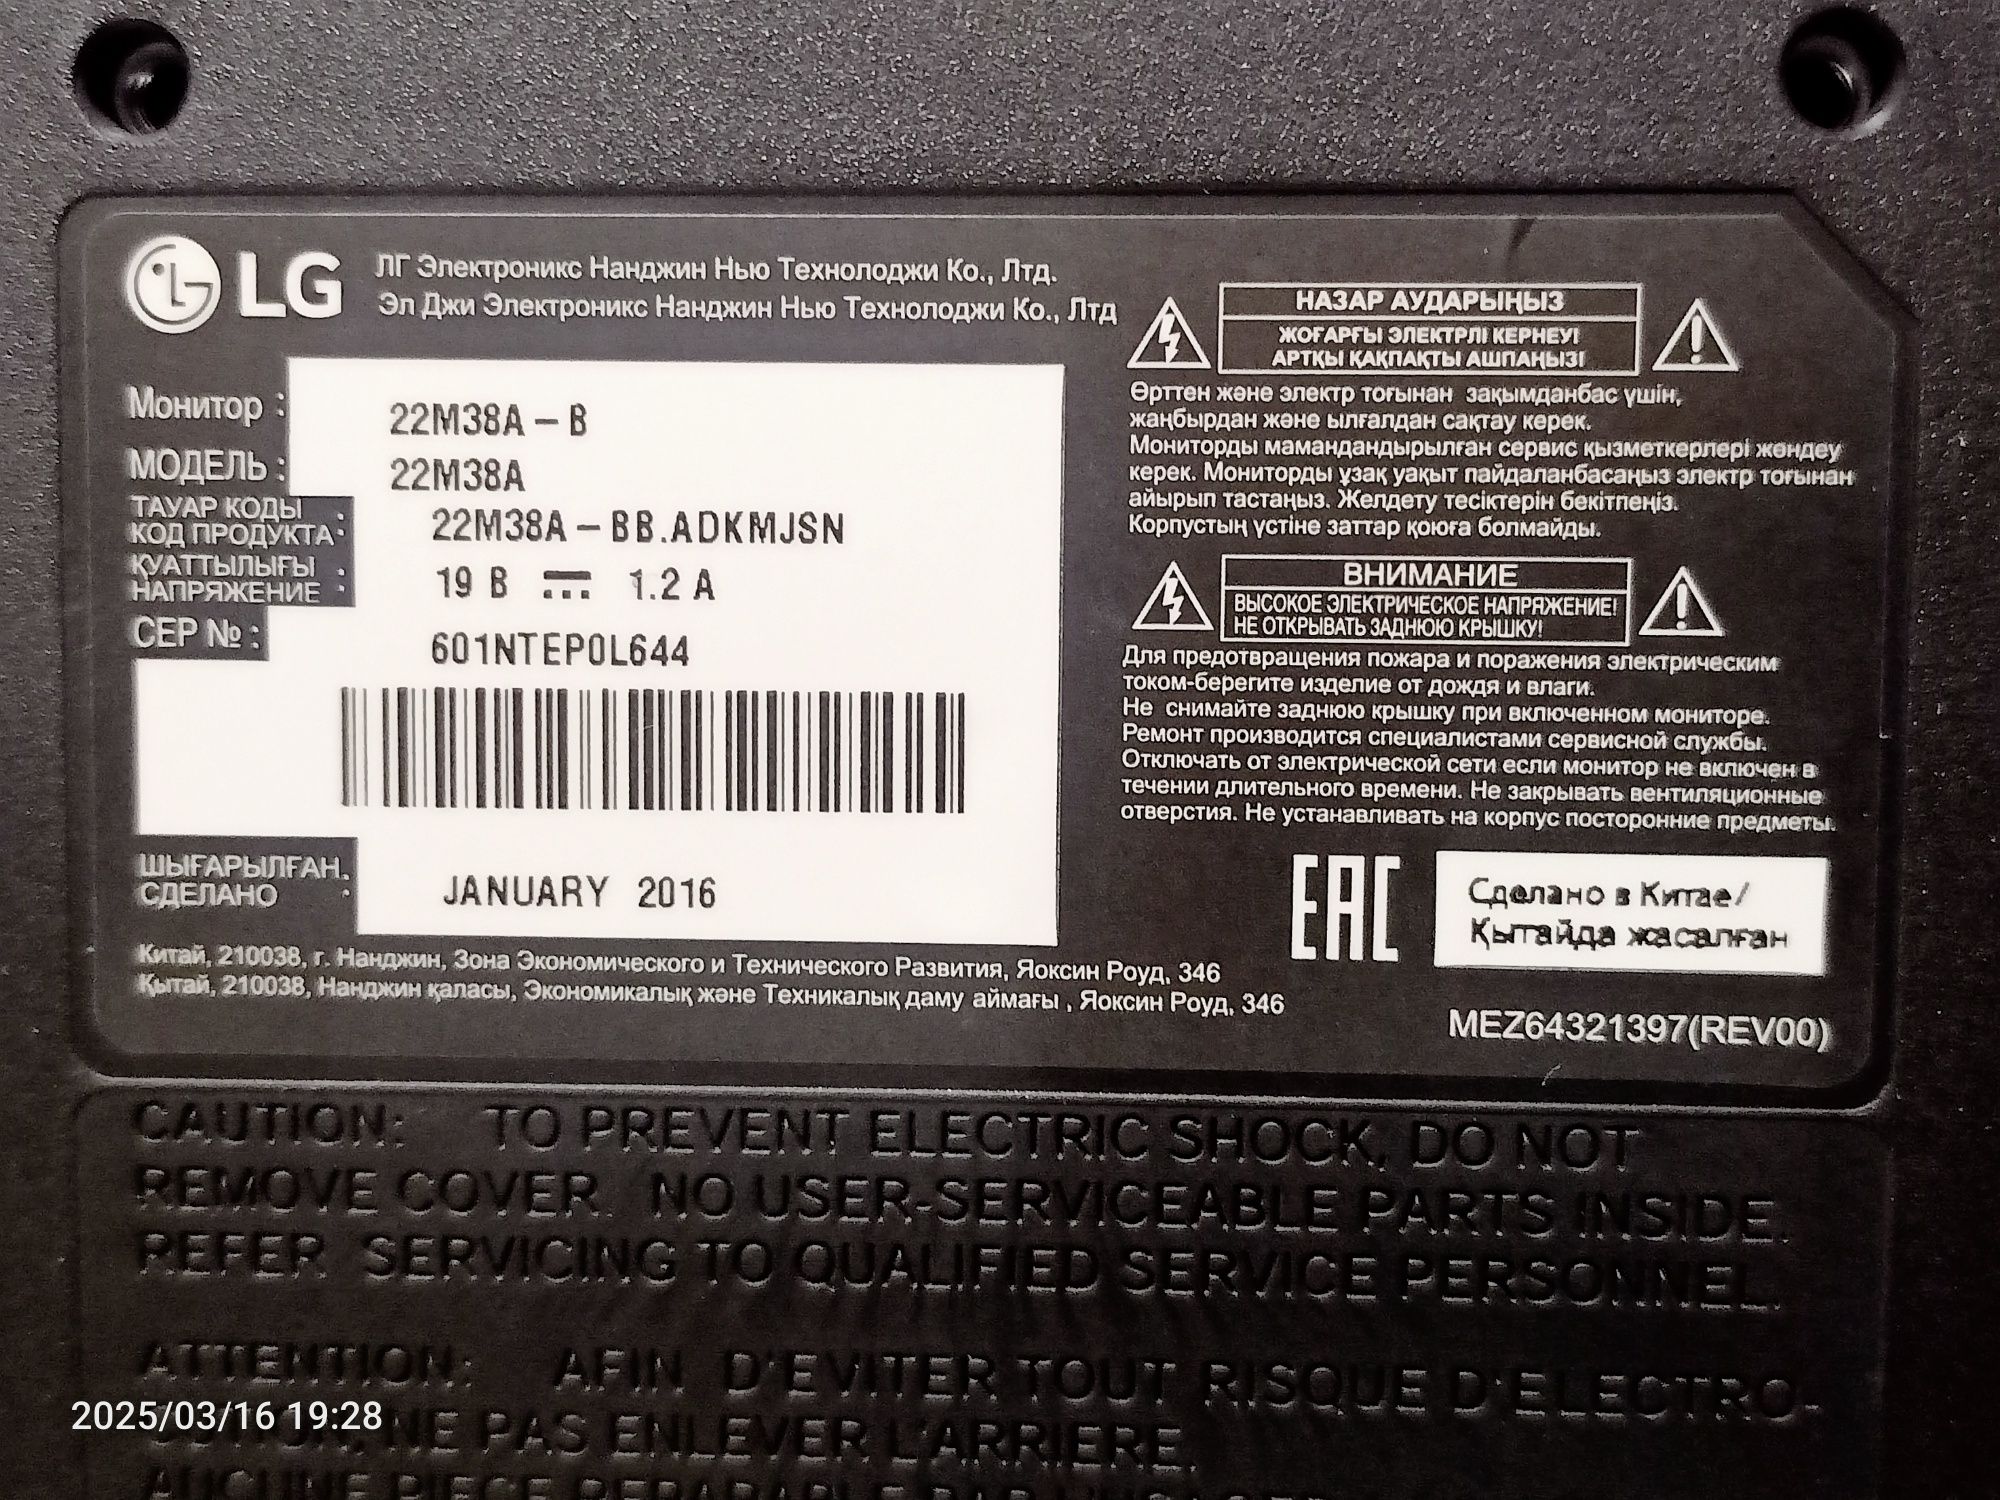 LG
ЛГ Электроникс Нанджин Нью Технолоджи Ко., Лтд.
Эл Джи Электроникс Нанджин Нью Технолоджи Ко., Лтд
Монитор : 22M38A – B
МОДЕЛЬ : 22M38A
ТАУАР КОДЫ :
КОД ПРОДУКТА: 22M38A – BB.ADKMJSN
ҚУАТТЫЛЫҒЫ :
НАПРЯЖЕНИЕ : 19 В ⎓ 1.2 А
СЕР №: 601NTEP0L644
ШЫҒАРЫЛҒАН.
СДЕЛАНО : JANUARY 2016
Китай, 210038, г. Нанджин, Зона Экономического и Технического Развития, Яоксин Роуд, 346
Қытай, 210038, Нанджин қаласы, Экономикалық және Техникалық даму аймағы , Яоксин Роуд, 346
НАЗАР АУДАРЫҢЫЗ
ЖОҒАРҒЫ ЭЛЕКТРЛІ КЕРНЕУ!
АРТҚЫ ҚАҚПАҚТЫ АШПАҢЫЗ!
Өрттен және электр тоғынан зақымданбас үшін,
жаңбырдан және ылғалдан сақтау керек.
Мониторды мамандандырылған сервис қызметкерлері жөндеу
керек. Мониторды ұзақ уақыт пайдаланбасаңыз электр тоғынан
айырып тастаңыз. Желдету тесіктерін бекітпеңіз.
Корпустың үстіне заттар қоюға болмайды.
ВНИМАНИЕ
ВЫСОКОЕ ЭЛЕКТРИЧЕСКОЕ НАПРЯЖЕНИЕ!
НЕ ОТКРЫВАТЬ ЗАДНЮЮ КРЫШКУ!
Для предотвращения пожара и поражения электрическим
током-берегите изделие от дождя и влаги.
Не снимайте заднюю крышку при включенном мониторе.
Ремонт производится специалистами сервисной службы.
Отключать от электрической сети если монитор не включен в
течении длительного времени. Не закрывать вентиляционные
отверстия. Не устанавливать на корпус посторонние предметы.
EAC
Сделано в Китае/
Қытайда жасалған
MEZ64321397(REV00)
CAUTION: TO PREVENT ELECTRIC SHOCK, DO NOT
REMOVE COVER. NO USER-SERVICEABLE PARTS INSIDE.
REFER SERVICING TO QUALIFIED SERVICE PERSONNEL.
ATTENTION: AFIN D'EVITER TOUT RISQUE D'ELECTRO-
NE PAS ENLEVER L'ARRIERE.
AUCUNE PIECE REPARABLE PAR
2025/03/16 19:28